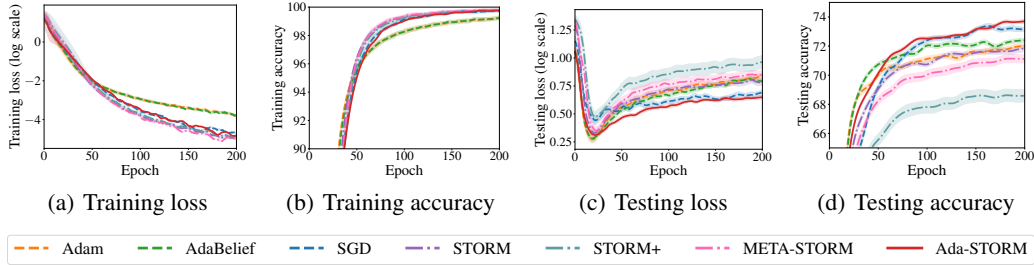 Training loss (log scale)
0
−2
−4
0 50 100 150 200
Epoch
(a) Training loss
Training accuracy
100
98
96
94
92
90
0 50 100 150 200
Epoch
(b) Training accuracy
Testing loss (log scale)
1.25
1.00
0.75
0.50
0.25
0 50 100 150 200
Epoch
(c) Testing loss
Testing accuracy
74
72
70
68
66
0 50 100 150 200
Epoch
(d) Testing accuracy
Adam AdaBelief SGD STORM STORM+ META-STORM Ada-STORM